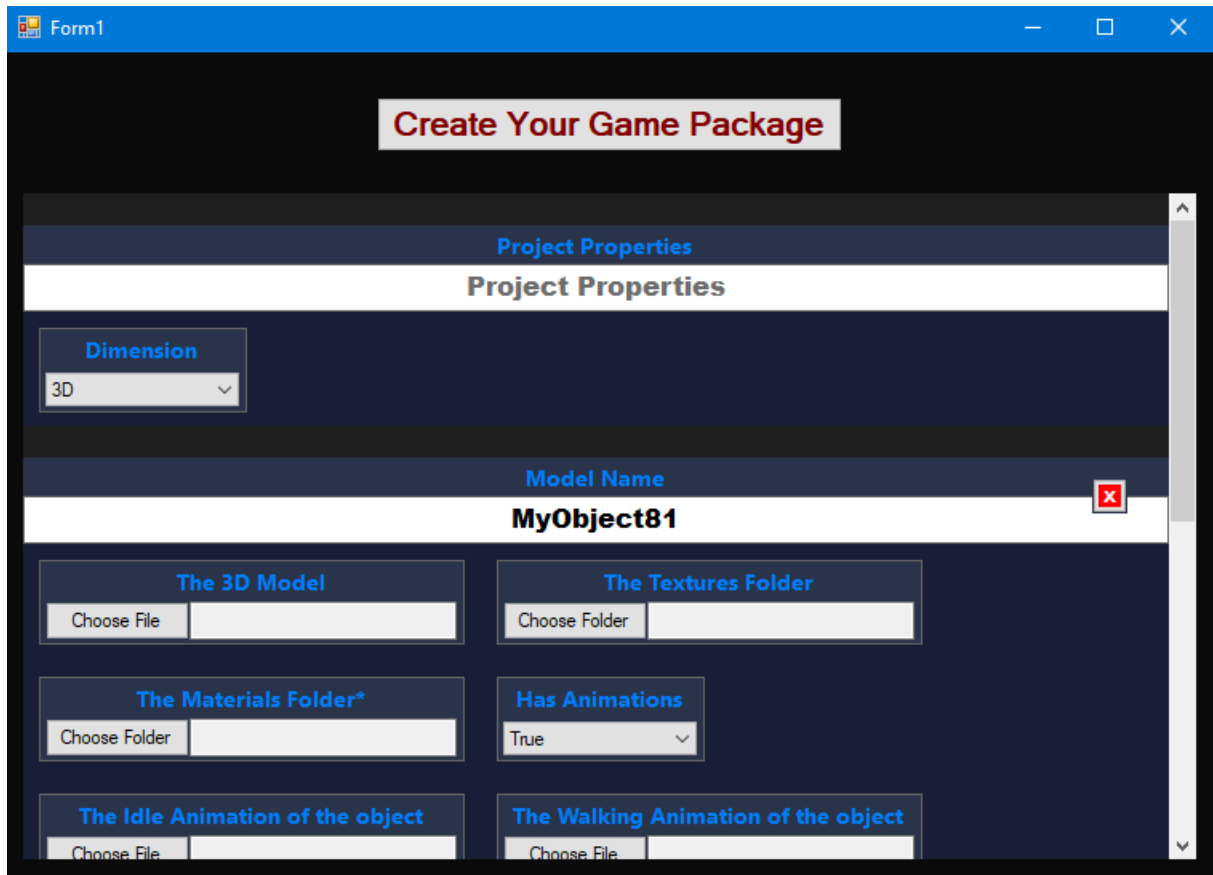 Form1
Create Your Game Package
Project Properties
Project Properties
Dimension
3D
Model Name
x
MyObject81
The 3D Model
The Textures Folder
Choose File
Choose Folder
The Materials Folder*
Has Animations
Choose Folder
True
The Idle Animation of the object
The Walking Animation of the object
Choose File
Choose File